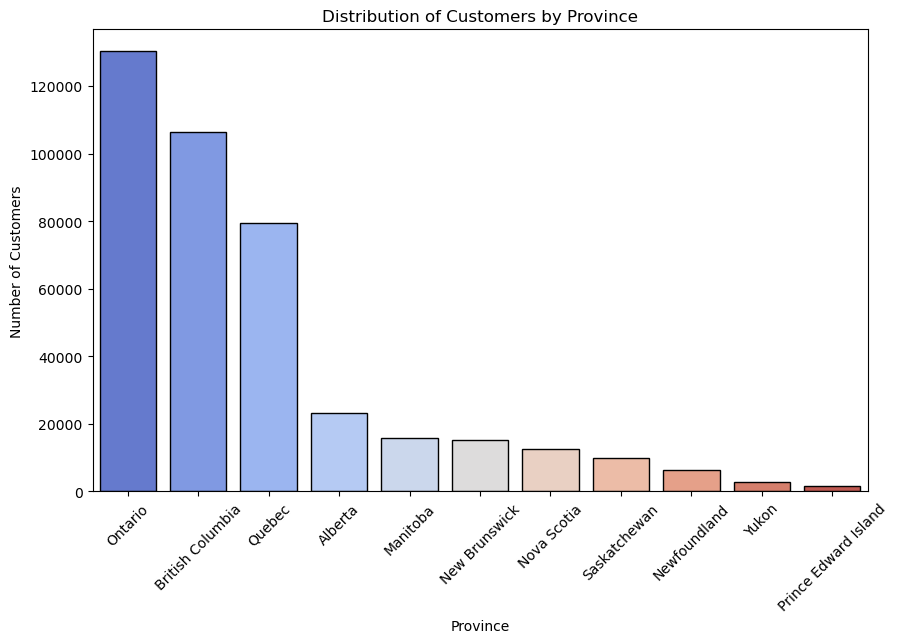 Distribution of Customers by Province
Number of Customers
120000
100000
80000
60000
40000
20000
0
Ontario
British Columbia
Quebec
Alberta
Manitoba
New Brunswick
Nova Scotia
Saskatchewan
Newfoundland
Yukon
Prince Edward Island
Province